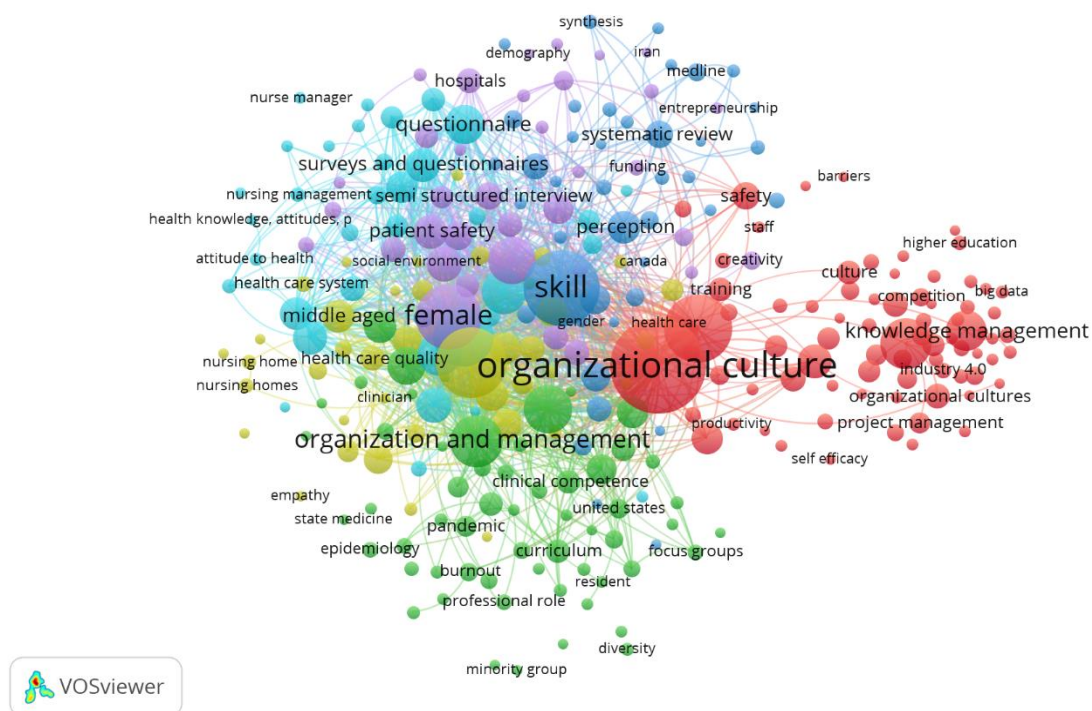 synthesis
demography
iran
hospitals
medline
nurse manager
entrepreneurship
questionnaire
systematic review
surveys and questionnaires
funding
barriers
nursing management
semi structured interview
safety
health knowledge, attitudes, p
patient safety
perception
staff
higher education
attitude to health
social environment
canada
creativity
culture
health care system
skill
training
competition
big data
middle aged
female
gender
health care
knowledge management
nursing home
health care quality
organizational culture
industry 4.0
nursing homes
clinician
organizational cultures
productivity
project management
organization and management
self efficacy
clinical competence
empathy
united states
state medicine
pandemic
epidemiology
curriculum
focus groups
burnout
resident
professional role
diversity
minority group
VOSviewer